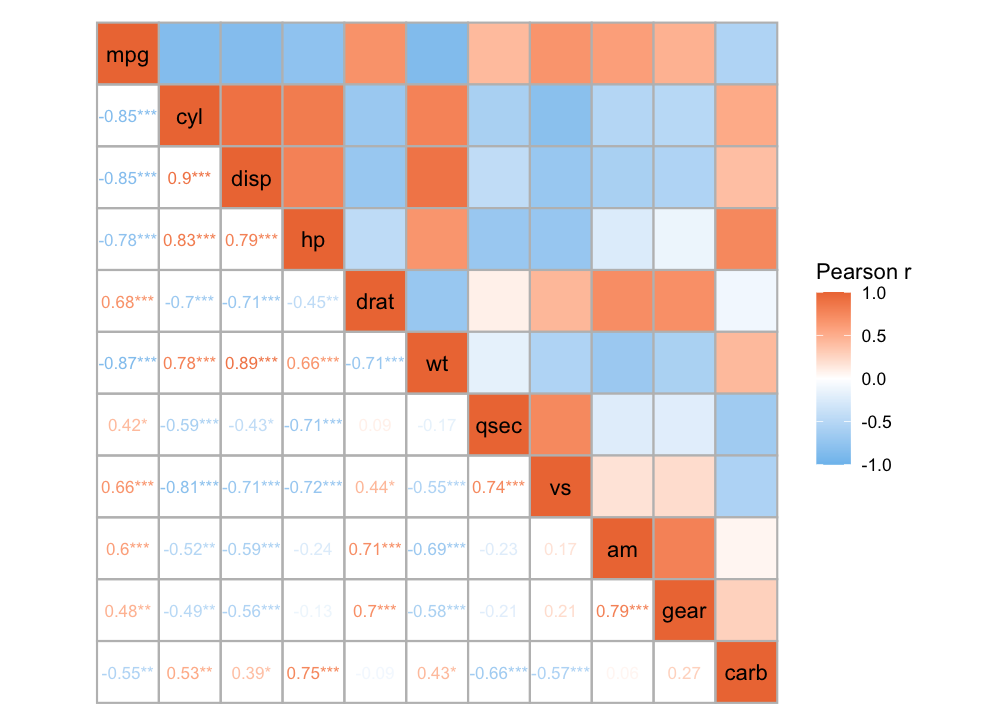 mpg
-0.85*** cyl
-0.85*** 0.9*** disp
-0.78*** 0.83*** 0.79*** hp
Pearson r
0.68*** -0.7*** -0.71*** -0.45** drat
1.0
-0.87*** 0.78*** 0.89*** 0.66*** -0.71*** wt
0.5
0.0
0.42* -0.59*** -0.43* -0.71*** 0.09 -0.17 qsec
-0.5
-1.0
0.66*** -0.81*** -0.71*** -0.72*** 0.44* -0.55*** 0.74*** vs
0.6*** -0.52** -0.59*** -0.24 0.71*** -0.69*** -0.23 0.17 am
0.48** -0.49** -0.56*** -0.13 0.7*** -0.58*** -0.21 0.21 0.79*** gear
-0.55** 0.53** 0.39* 0.75*** -0.09 0.43* -0.66*** -0.57*** 0.06 0.27 carb